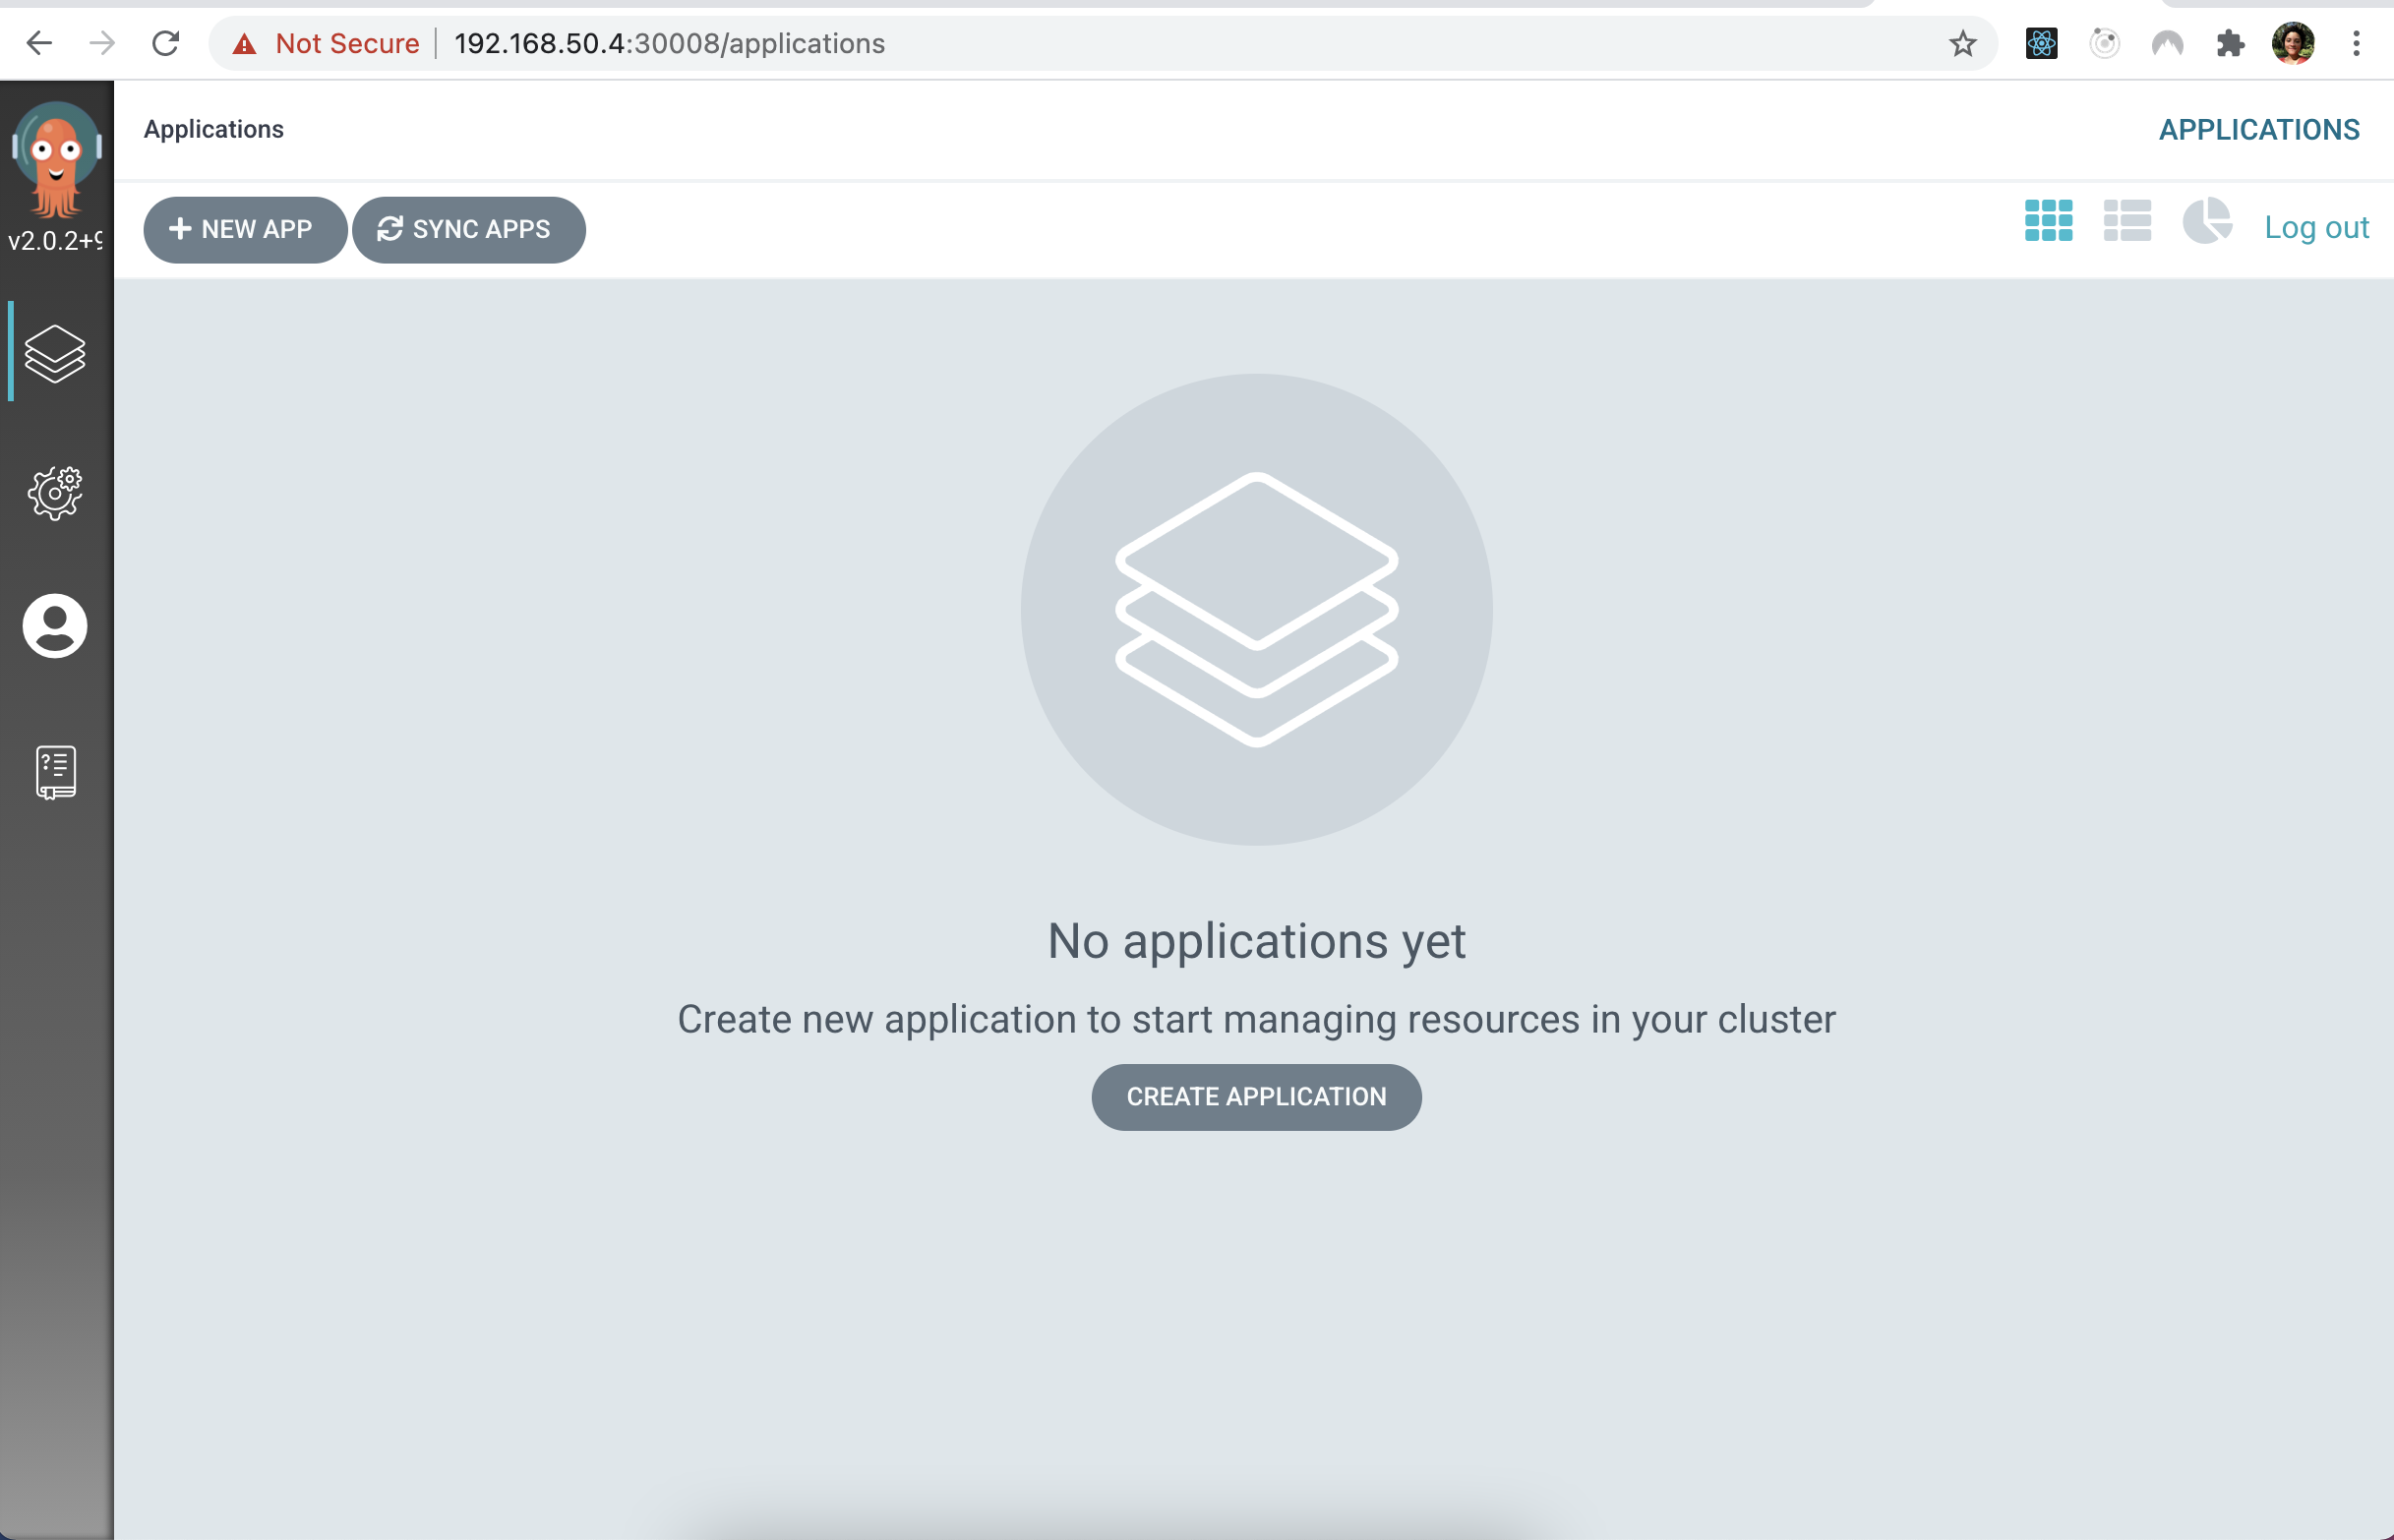 Not Secure
192.168.50.4:30008/applications
Applications
APPLICATIONS
v2.0.2+9
NEW APP
SYNC APPS
Log out
No applications yet
Create new application to start managing resources in your cluster
CREATE APPLICATION